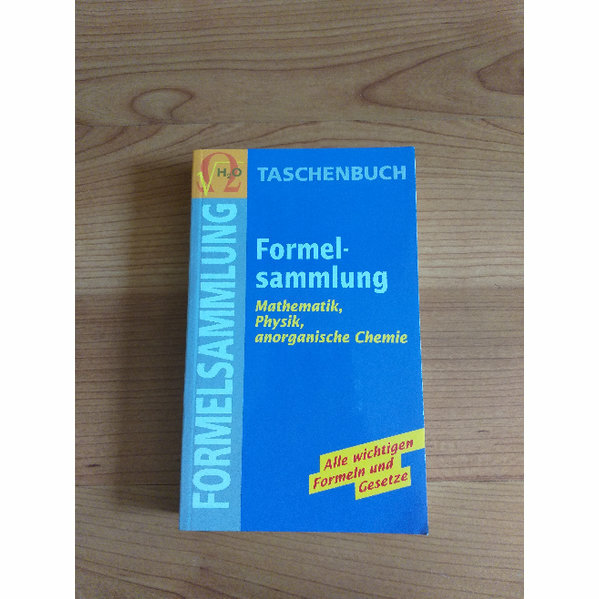 H₂O
TASCHENBUCH
FORMELSAMMLUNG
Formel-
sammlung
Mathematik,
Physik,
anorganische Chemie
Alle wichtigen
Formeln und
Gesetze